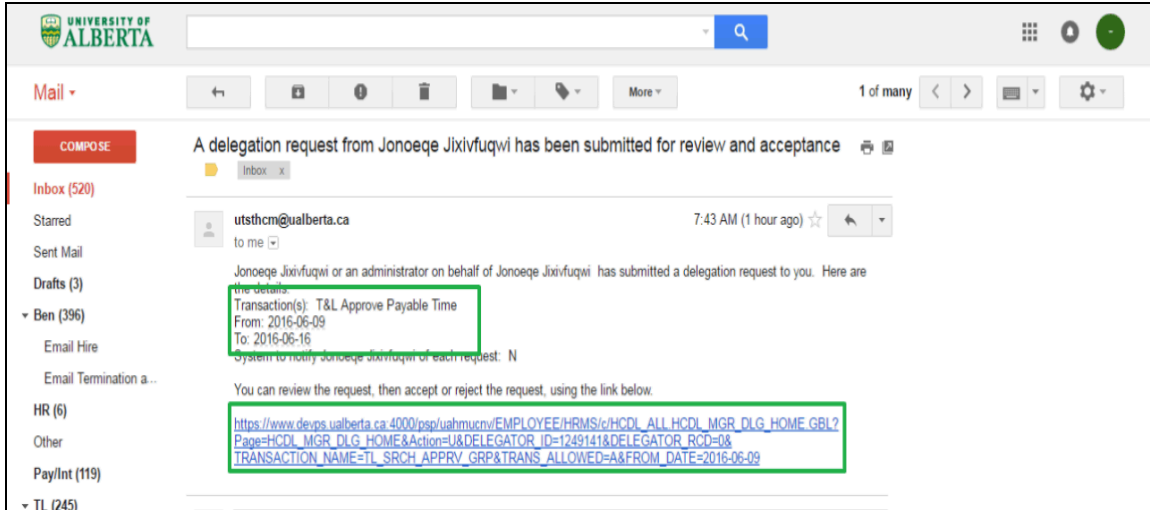 UNIVERSITY OF
ALBERTA
Mail
More
1 of many
COMPOSE
A delegation request from Jonoeqe Jixivfuqwi has been submitted for review and acceptance
Inbox x
Inbox (520)
Starred
utsthcm@ualberta.ca
7:43 AM (1 hour ago)
to me
Sent Mail
Drafts (3)
Ben (396)
Email Hire
Email Termination a...
HR (6)
Other
Pay/Int (119)
TL (245)
Jonoeqe Jixivfuqwi or an administrator on behalf of Jonoeqe Jixivfuqwi has submitted a delegation request to you. Here are
the details:
Transaction(s): T&L Approve Payable Time
From: 2016-06-09
To: 2016-06-16
System to notify Jonoeqe Jixivfuqwi of each request: N
You can review the request, then accept or reject the request, using the link below.
https://www.devps.ualberta.ca:4000/psp/uahmucnv/EMPLOYEE/HRMS/c/HCDL_ALL.HCDL_MGR_DLG_HOME.GBL?
Page=HCDL_MGR_DLG_HOME&Action=U&DELEGATOR_ID=1249141&DELEGATOR_RCD=0&
TRANSACTION_NAME=TL_SRCH_APPRV_GRP&TRANS_ALLOWED=A&FROM_DATE=2016-06-09